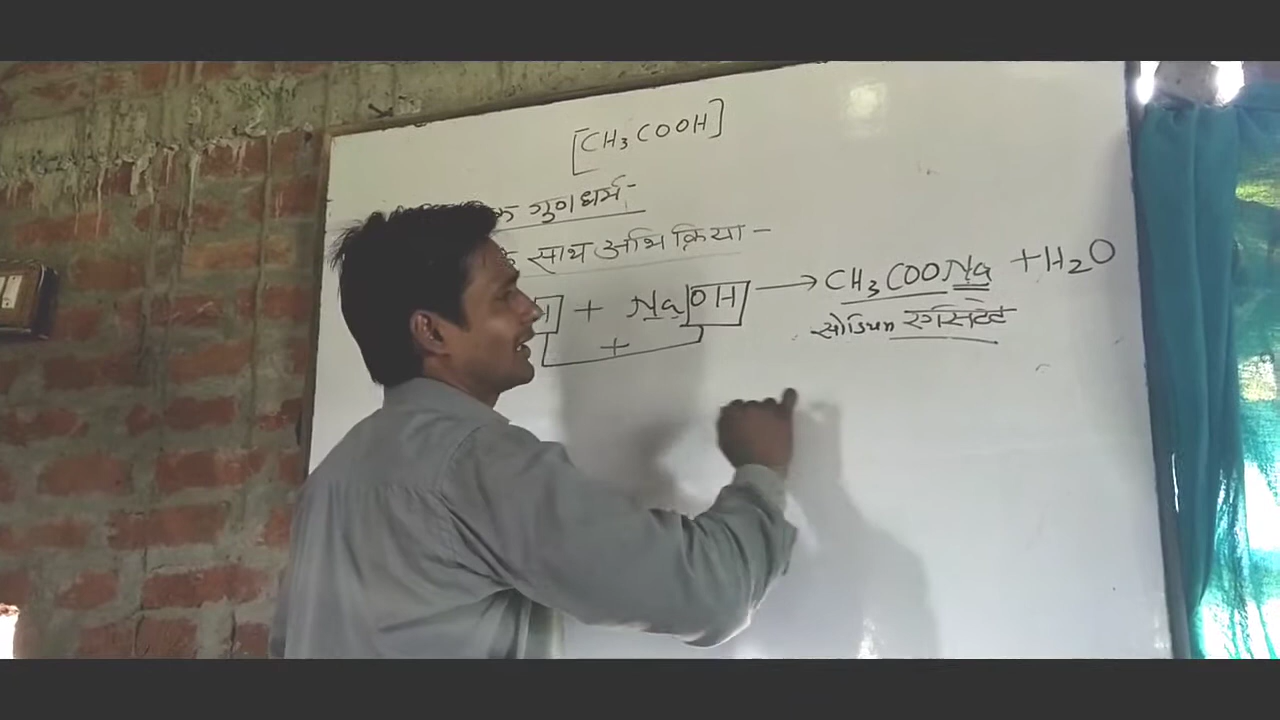 [CH₃COOH]
गुणधर्म-
के साथ अभिक्रिया-
H + NaOH → CH₃COONa + H₂O
+
सोडियम एसिटेट